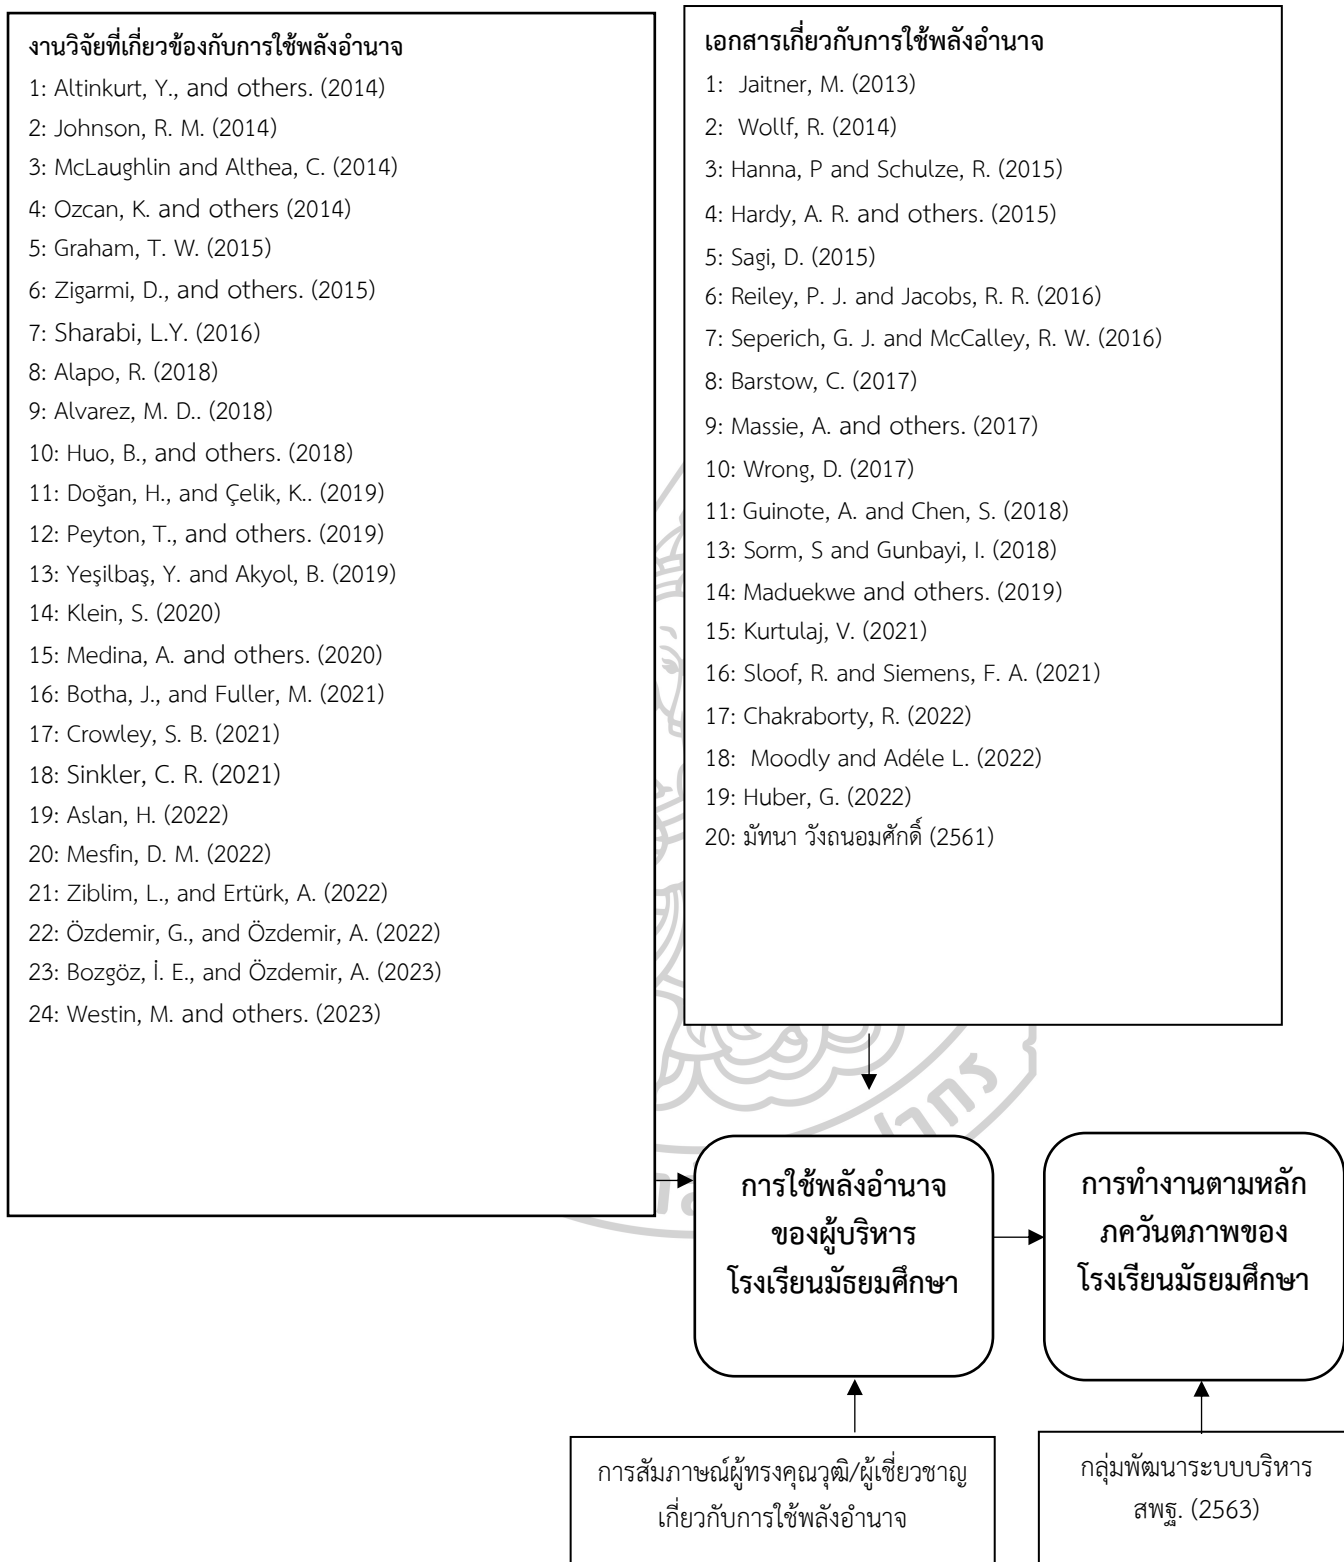 งานวิจัยที่เกี่ยวข้องกับการใช้พลังอำนาจ
1: Altinkurt, Y., and others. (2014)
2: Johnson, R. M. (2014)
3: McLaughlin and Althea, C. (2014)
4: Ozcan, K. and others (2014)
5: Graham, T. W. (2015)
6: Zigarmi, D., and others. (2015)
7: Sharabi, L.Y. (2016)
8: Alapo, R. (2018)
9: Alvarez, M. D.. (2018)
10: Huo, B., and others. (2018)
11: Doğan, H., and Çelik, K.. (2019)
12: Peyton, T., and others. (2019)
13: Yeşilbaş, Y. and Akyol, B. (2019)
14: Klein, S. (2020)
15: Medina, A. and others. (2020)
16: Botha, J., and Fuller, M. (2021)
17: Crowley, S. B. (2021)
18: Sinkler, C. R. (2021)
19: Aslan, H. (2022)
20: Mesfin, D. M. (2022)
21: Ziblim, L., and Ertürk, A. (2022)
22: Özdemir, G., and Özdemir, A. (2022)
23: Bozgöz, İ. E., and Özdemir, A. (2023)
24: Westin, M. and others. (2023)
เอกสารเกี่ยวกับการใช้พลังอำนาจ
1: Jaitner, M. (2013)
2: Wollf, R. (2014)
3: Hanna, P and Schulze, R. (2015)
4: Hardy, A. R. and others. (2015)
5: Sagi, D. (2015)
6: Reiley, P. J. and Jacobs, R. R. (2016)
7: Seperich, G. J. and McCalley, R. W. (2016)
8: Barstow, C. (2017)
9: Massie, A. and others. (2017)
10: Wrong, D. (2017)
11: Guinote, A. and Chen, S. (2018)
13: Sorm, S and Gunbayi, I. (2018)
14: Maduekwe and others. (2019)
15: Kurtulaj, V. (2021)
16: Sloof, R. and Siemens, F. A. (2021)
17: Chakraborty, R. (2022)
18: Moodly and Adéle L. (2022)
19: Huber, G. (2022)
20: มัทนา วังถนอมศักดิ์ (2561)
การใช้พลังอำนาจ
ของผู้บริหาร
โรงเรียนมัธยมศึกษา
การทำงานตามหลัก
ภควันตภาพของ
โรงเรียนมัธยมศึกษา
การสัมภาษณ์ผู้ทรงคุณวุฒิ/ผู้เชี่ยวชาญ
เกี่ยวกับการใช้พลังอำนาจ
กลุ่มพัฒนาระบบบริหาร
สพฐ. (2563)